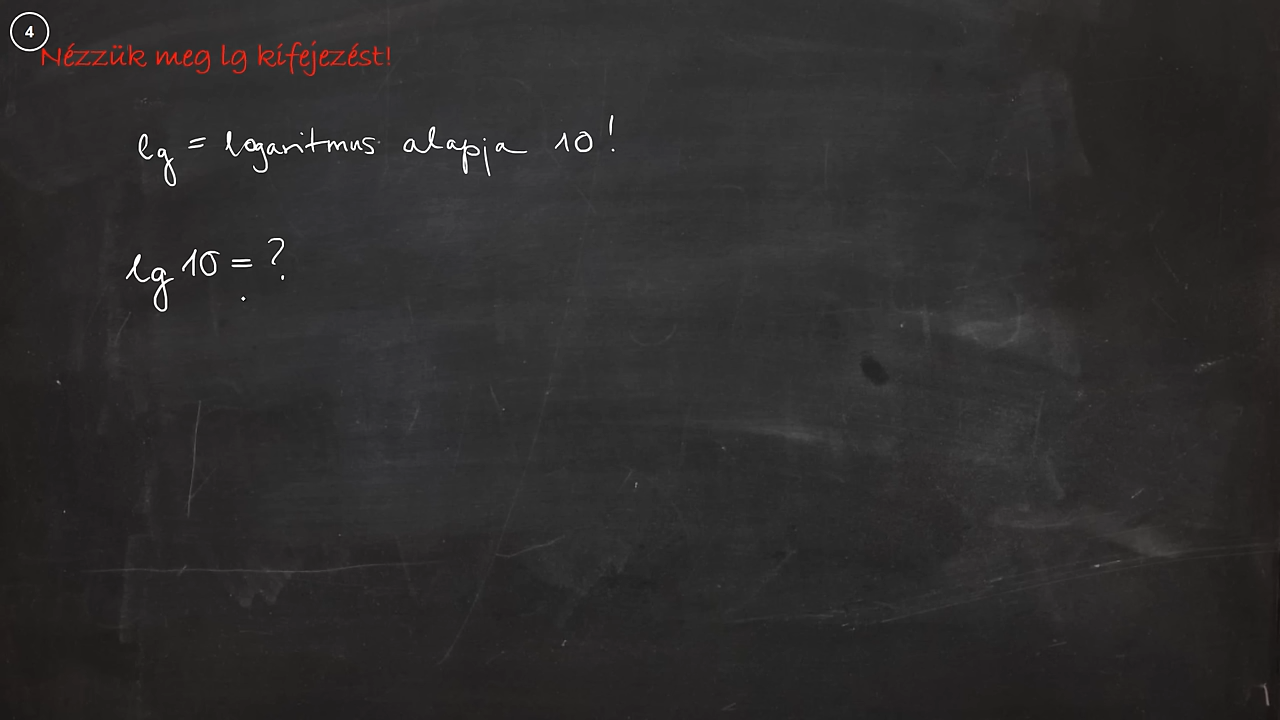 4
Nézzük meg lg kifejezést!
lg = logaritmus alapja 10!
lg 10 = ?